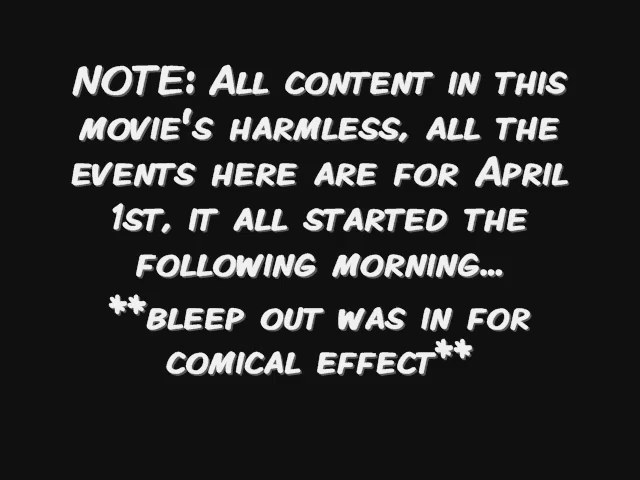 NOTE: All content in this
movie's harmless, all the
events here are for April
1st, it all started the
following morning...
**bleep out was in for
comical effect**